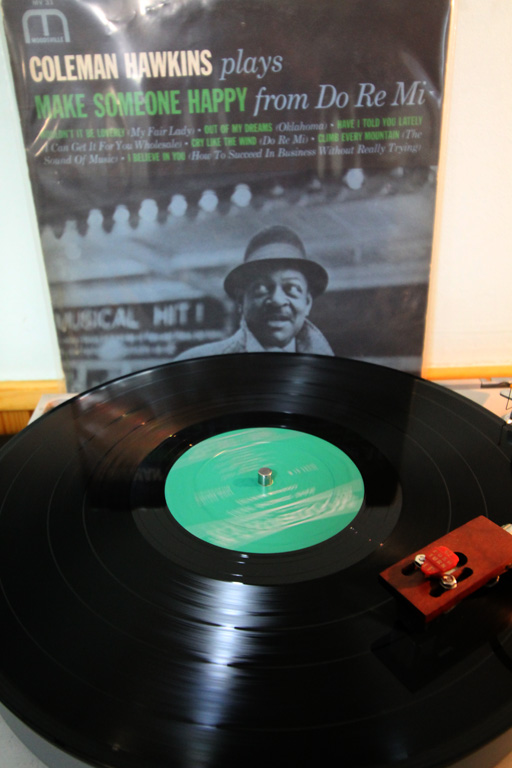 MOODSVILLE
COLEMAN HAWKINS plays
MAKE SOMEONE HAPPY from Do Re Mi
WOULDN'T IT BE LOVERLY (My Fair Lady) • OUT OF MY DREAMS (Oklahoma) • HAVE I TOLD YOU LATELY
(I Can Get It For You Wholesale) • CRY LIKE THE WIND (Do Re Mi) • CLIMB EVERY MOUNTAIN (The
Sound Of Music) • I BELIEVE IN YOU (How To Succeed In Business Without Really Trying)
MUSICAL HIT!